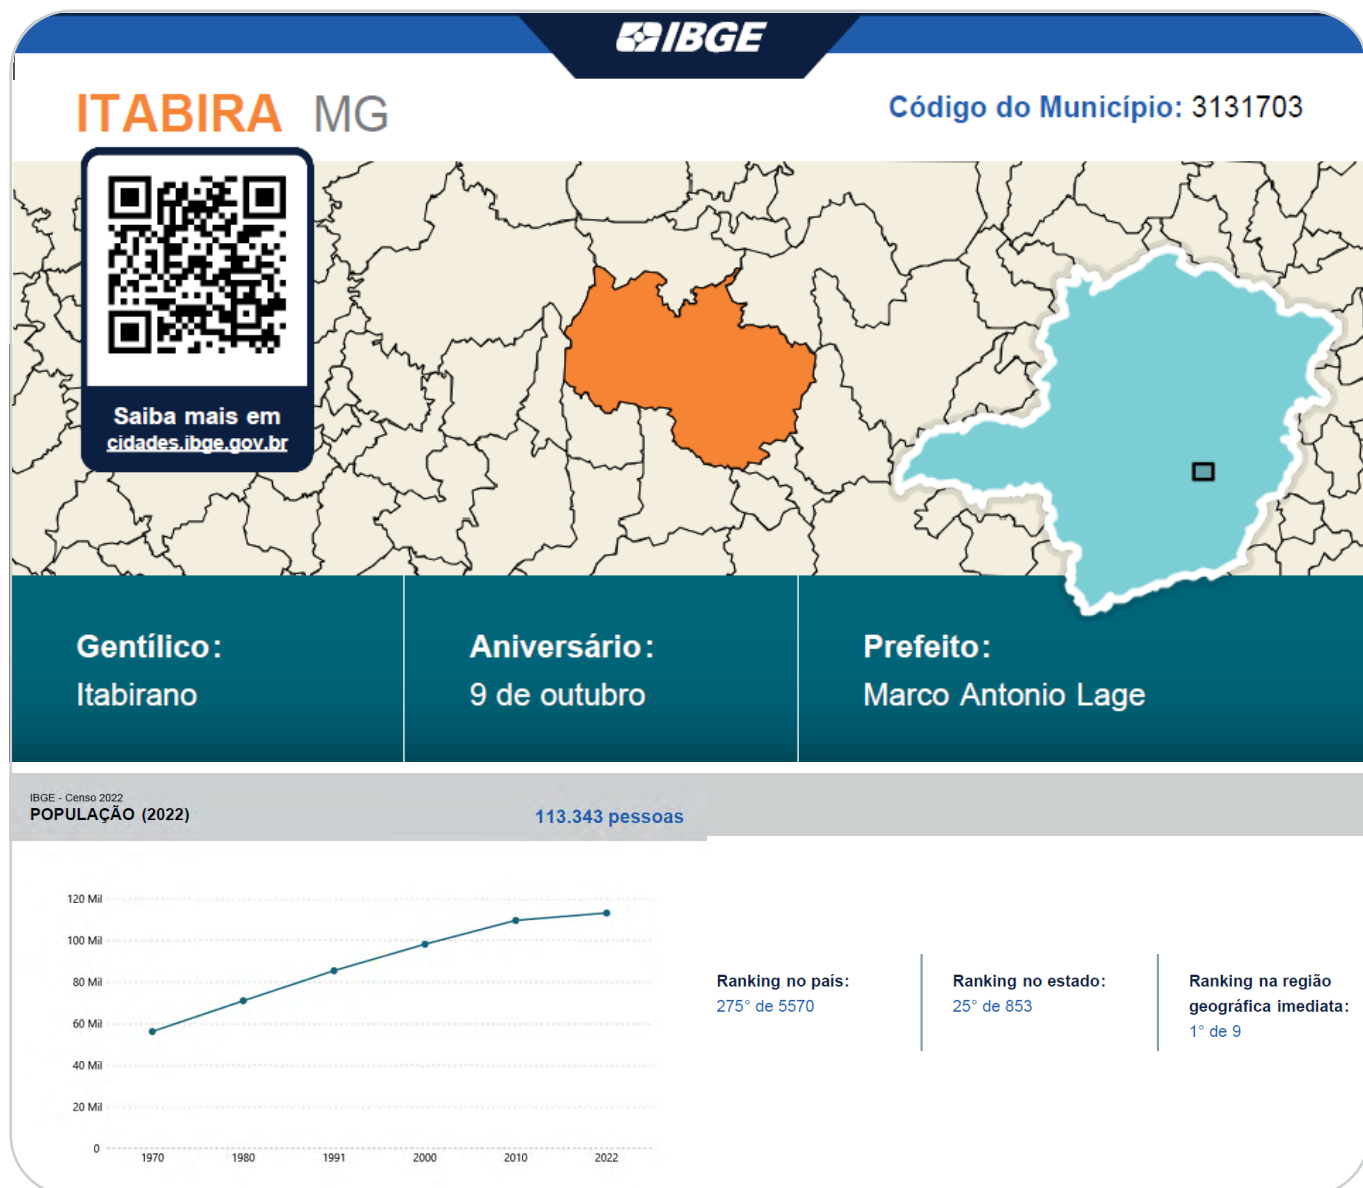 IBGE
ITABIRA MG
Código do Município: 3131703
Saiba mais em
cidades.ibge.gov.br
Gentílico:
Itabirano
Aniversário:
9 de outubro
Prefeito:
Marco Antonio Lage
IBGE - Censo 2022
POPULAÇÃO (2022)
113.343 pessoas
120 Mil
100 Mil
80 Mil
60 Mil
40 Mil
20 Mil
0
1970 1980 1991 2000 2010 2022
Ranking no país:
275° de 5570
Ranking no estado:
25° de 853
Ranking na região
geográfica imediata:
1° de 9